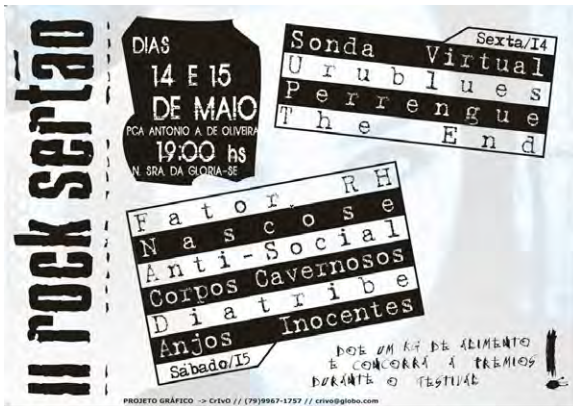 II rock sertão
DIAS
14 E 15
DE MAIO
PCA ANTONIO A. DE OLIVEIRA
19:00 hs
N. SRA. DA GLORIA-SE
Sexta/14
Sonda Virtual
Urublues
Perrengue
The End
Fator RH
Nascose
Anti-Social
Corpos Cavernosos
Diatribe
Anjos Inocentes
Sábado/15
DOE UM KG DE ALIMENTO
E CONCORRA A PRÊMIOS
DURANTE O FESTIVAL !
PROJETO GRÁFICO -> CrIvO // (79)9967-1757 // crivo@globo.com